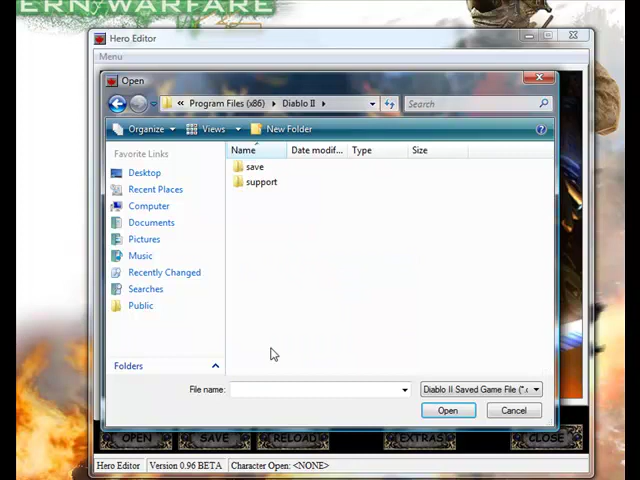 ERN WARFARE
Hero Editor
Menu
Open
« Program Files (x86) ▸ Diablo II ▸
Search
Organize
Views
New Folder
Favorite Links
Name
Date modif...
Type
Size
Desktop
save
Recent Places
support
Computer
Documents
Pictures
Music
Recently Changed
Searches
Public
Folders
File name:
Diablo II Saved Game File (*.
Open
Cancel
OPEN
SAVE
RELOAD
EXTRAS
CLOSE
Hero Editor
Version 0.96 BETA
Character Open: <NONE>